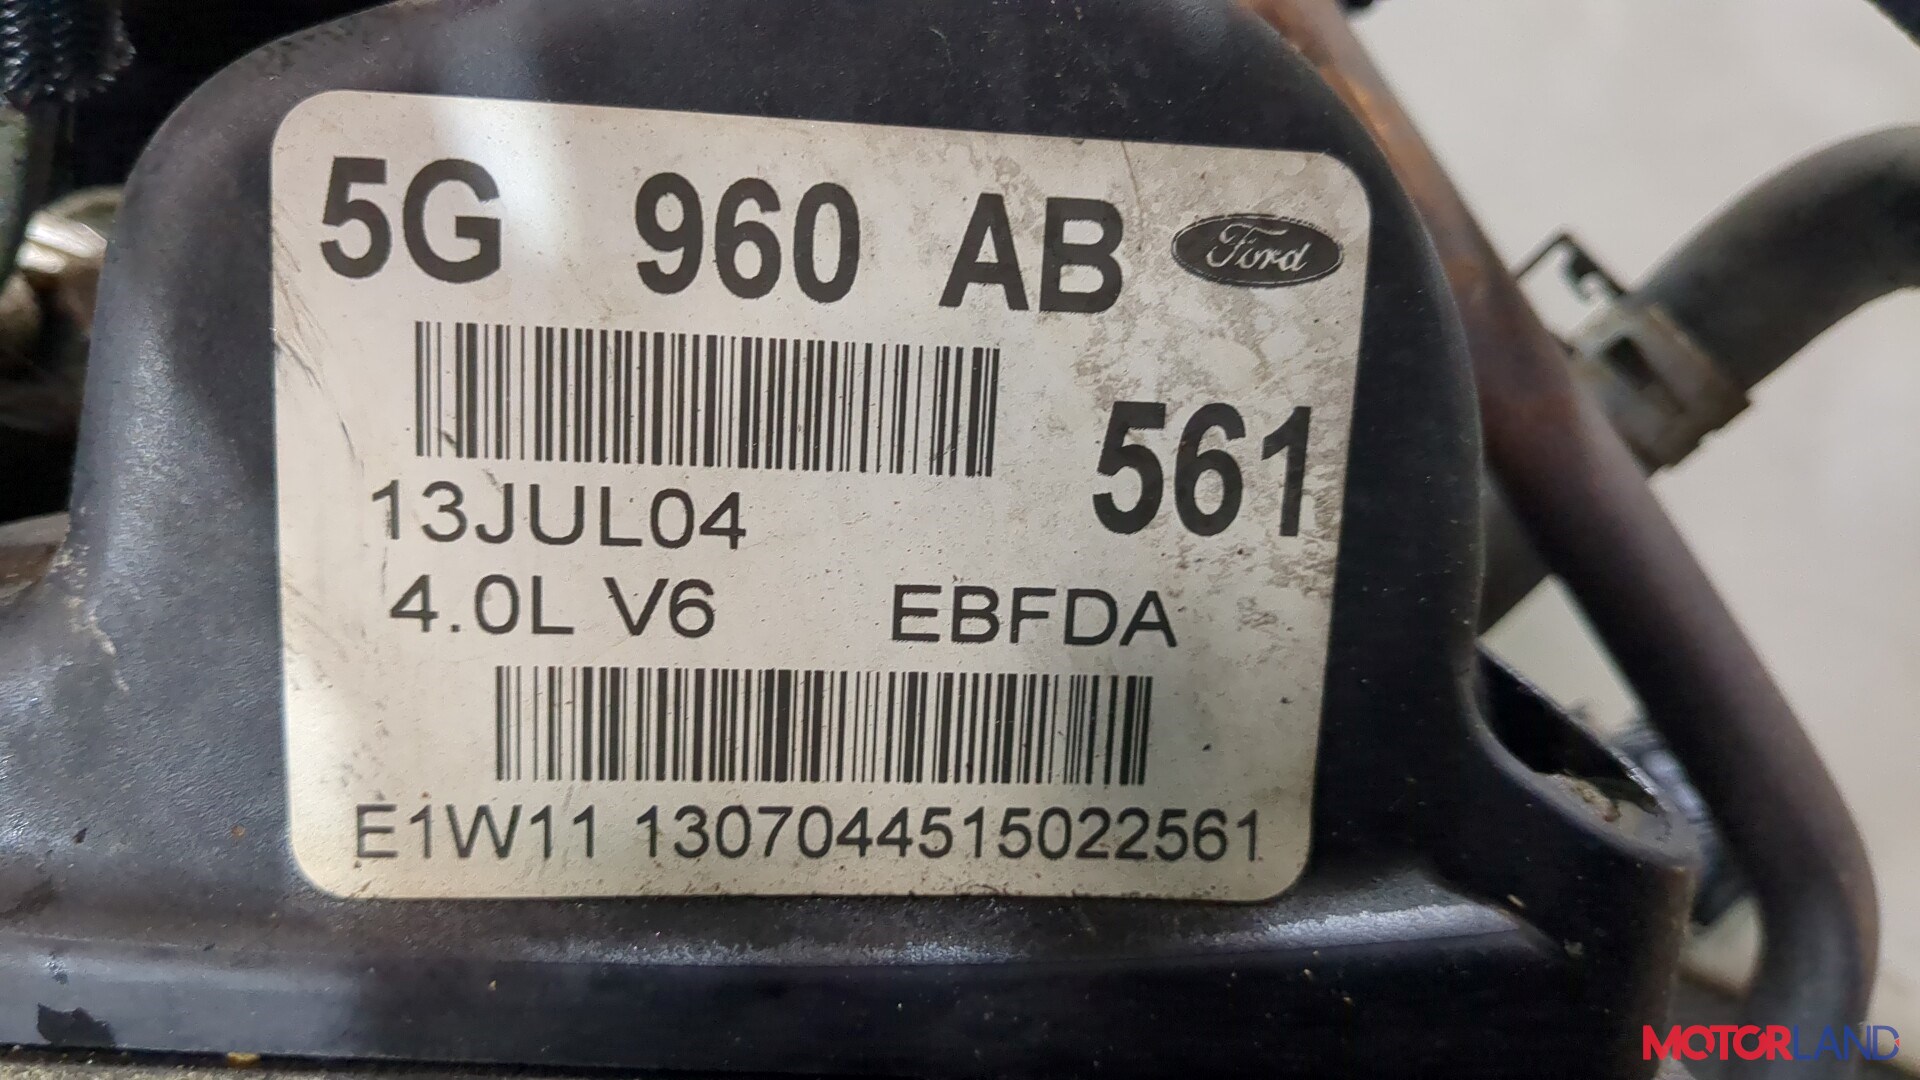 5G 960 AB Ford
561
13JUL04
4.0L V6 EBFDA
E1W11 1307044515022561
MOTORLAND